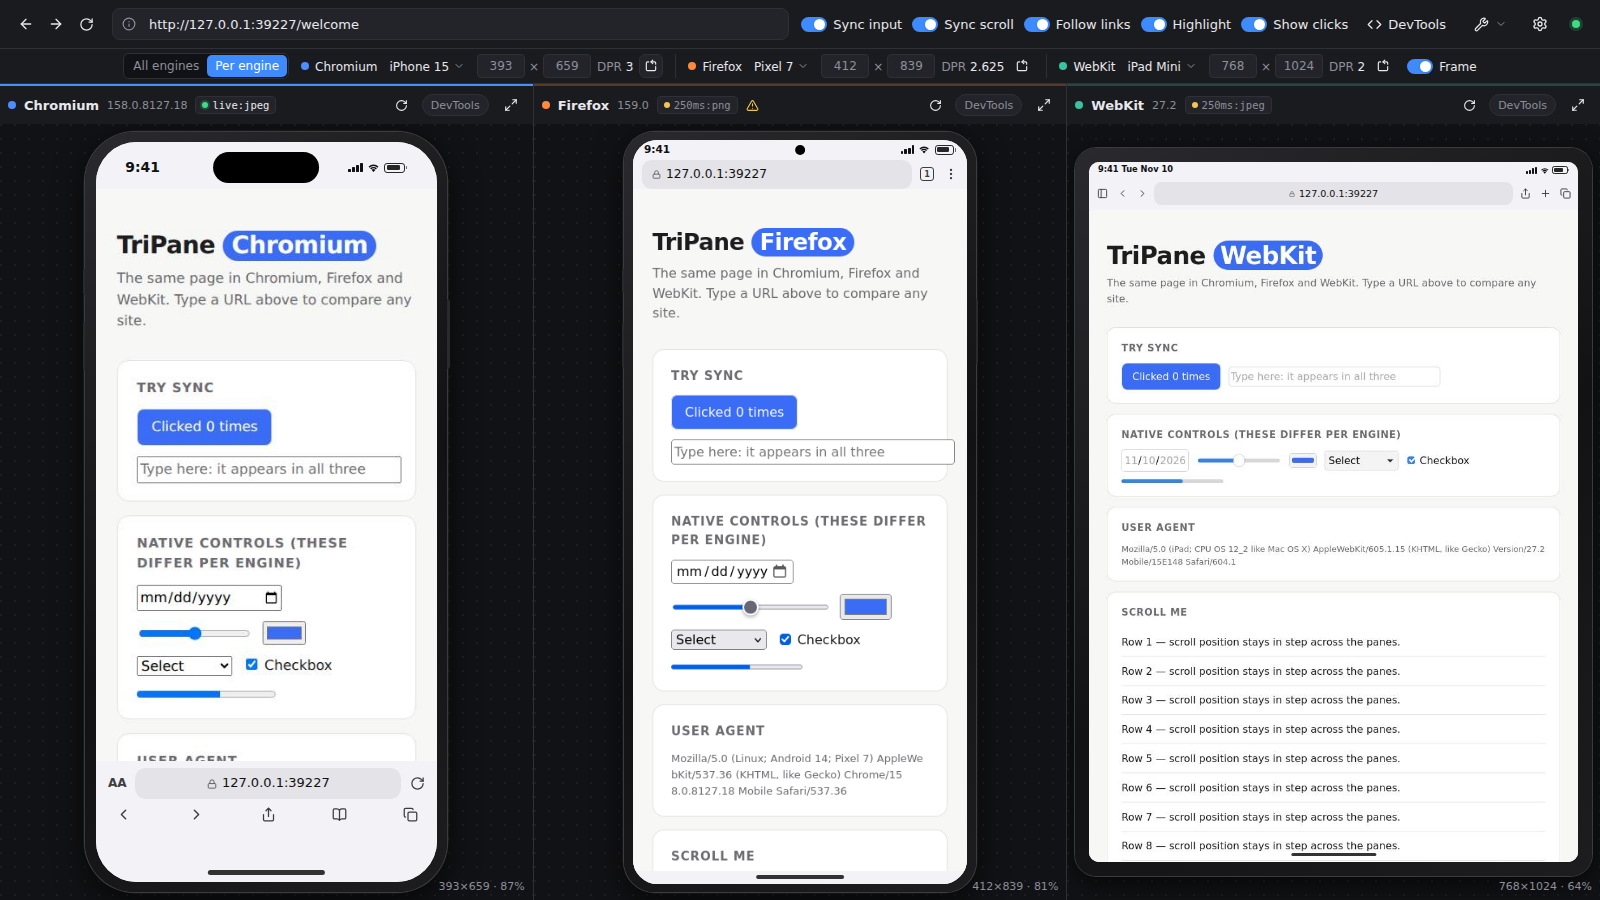 http://127.0.0.1:39227/welcome
Sync input
Sync scroll
Follow links
Highlight
Show clicks
DevTools
All engines
Per engine
Chromium
iPhone 15
393 × 659
DPR 3
Firefox
Pixel 7
412 × 839
DPR 2.625
WebKit
iPad Mini
768 × 1024
DPR 2
Frame
Chromium 158.0.8127.18 live:jpeg
DevTools
Firefox 159.0 250ms:png
DevTools
WebKit 27.2 250ms:jpeg
DevTools
9:41
TriPane Chromium
The same page in Chromium, Firefox and
WebKit. Type a URL above to compare any
site.
TRY SYNC
Clicked 0 times
Type here: it appears in all three
NATIVE CONTROLS (THESE
DIFFER PER ENGINE)
mm/dd/yyyy
Select
Checkbox
USER AGENT
AA
127.0.0.1:39227
393×659 · 87%
9:41
127.0.0.1:39227
1
TriPane Firefox
The same page in Chromium, Firefox and
WebKit. Type a URL above to compare any
site.
TRY SYNC
Clicked 0 times
Type here: it appears in all three
NATIVE CONTROLS (THESE DIFFER
PER ENGINE)
mm/dd/yyyy
Select
Checkbox
USER AGENT
Mozilla/5.0 (Linux; Android 14; Pixel 7) AppleWe
bKit/537.36 (KHTML, like Gecko) Chrome/15
8.0.8127.18 Mobile Safari/537.36
SCROLL ME
412×839 · 81%
9:41 Tue Nov 10
127.0.0.1:39227
TriPane WebKit
The same page in Chromium, Firefox and WebKit. Type a URL above to compare any
site.
TRY SYNC
Clicked 0 times
Type here: it appears in all three
NATIVE CONTROLS (THESE DIFFER PER ENGINE)
11/10/2026
Select
Checkbox
USER AGENT
Mozilla/5.0 (iPad; CPU OS 12_2 like Mac OS X) AppleWebKit/605.1.15 (KHTML, like Gecko) Version/27.2
Mobile/15E148 Safari/604.1
SCROLL ME
Row 1 — scroll position stays in step across the panes.
Row 2 — scroll position stays in step across the panes.
Row 3 — scroll position stays in step across the panes.
Row 4 — scroll position stays in step across the panes.
Row 5 — scroll position stays in step across the panes.
Row 6 — scroll position stays in step across the panes.
Row 7 — scroll position stays in step across the panes.
Row 8 — scroll position stays in step across the panes.
768×1024 · 64%